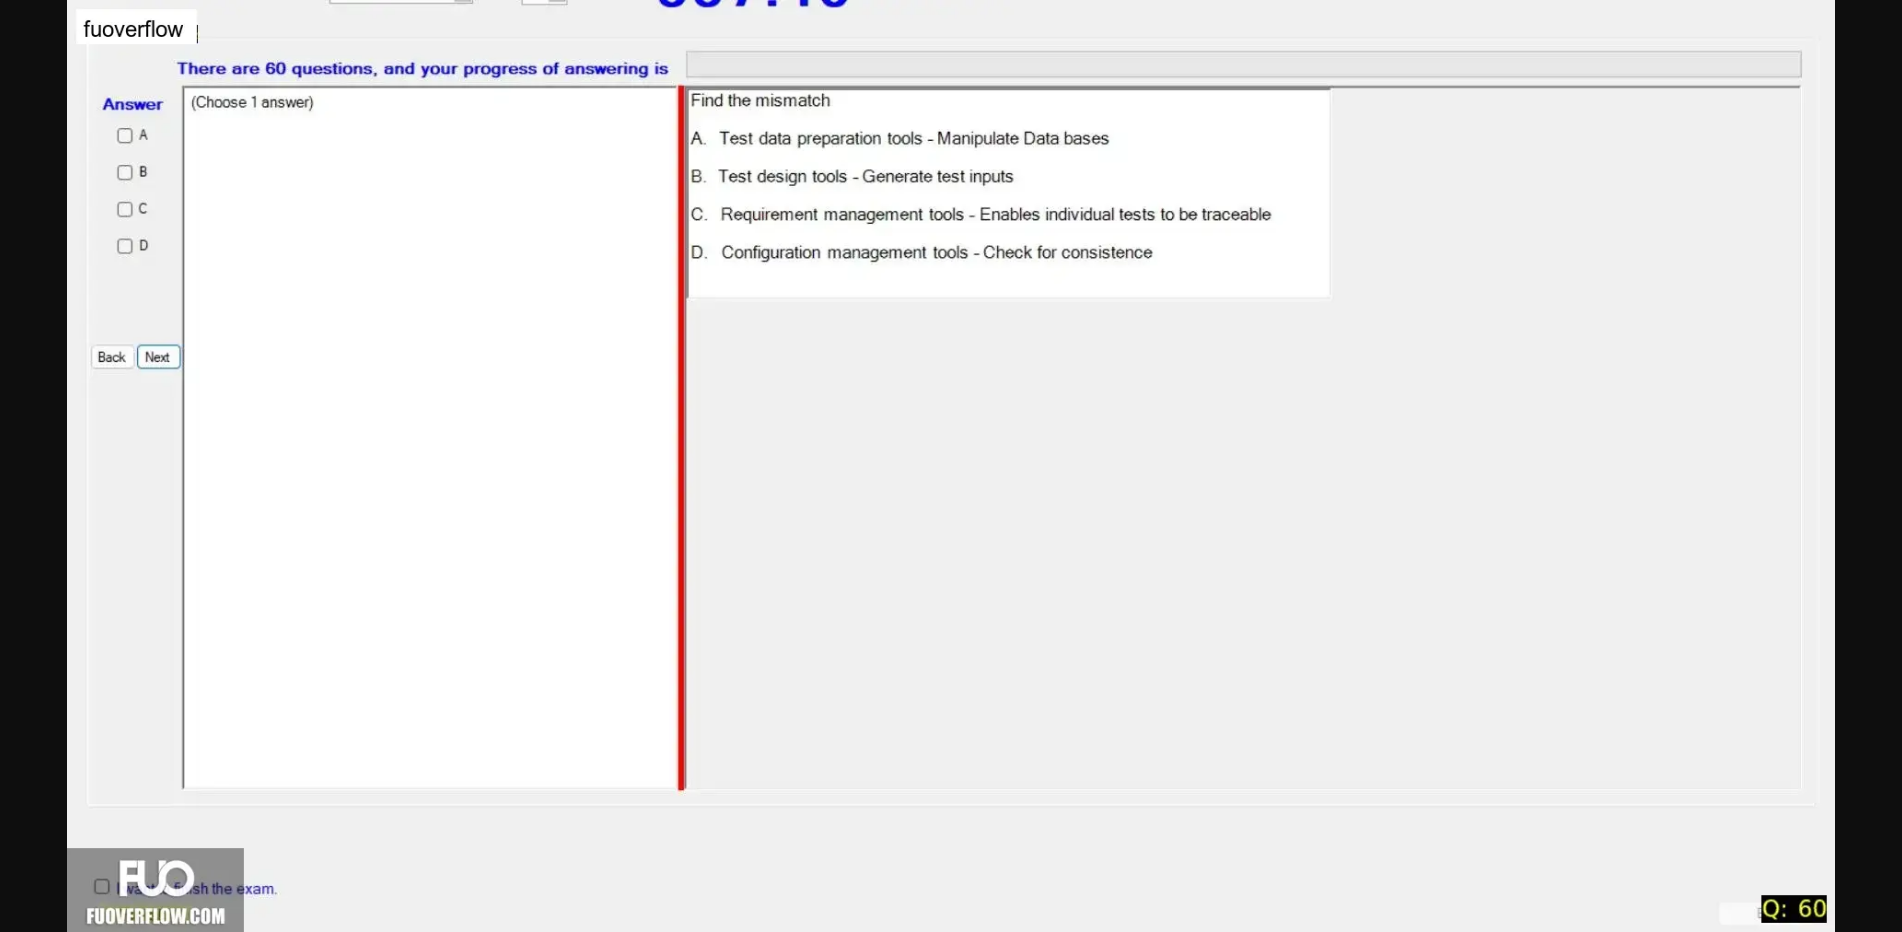 fuoverflow
There are 60 questions, and your progress of answering is
Answer
(Choose 1 answer)
A
B
C
D
Back
Next
Find the mismatch
A. Test data preparation tools - Manipulate Data bases
B. Test design tools - Generate test inputs
C. Requirement management tools - Enables individual tests to be traceable
D. Configuration management tools - Check for consistence
FUO
sh the exam.
FUOVERFLOW.COM
Q: 60